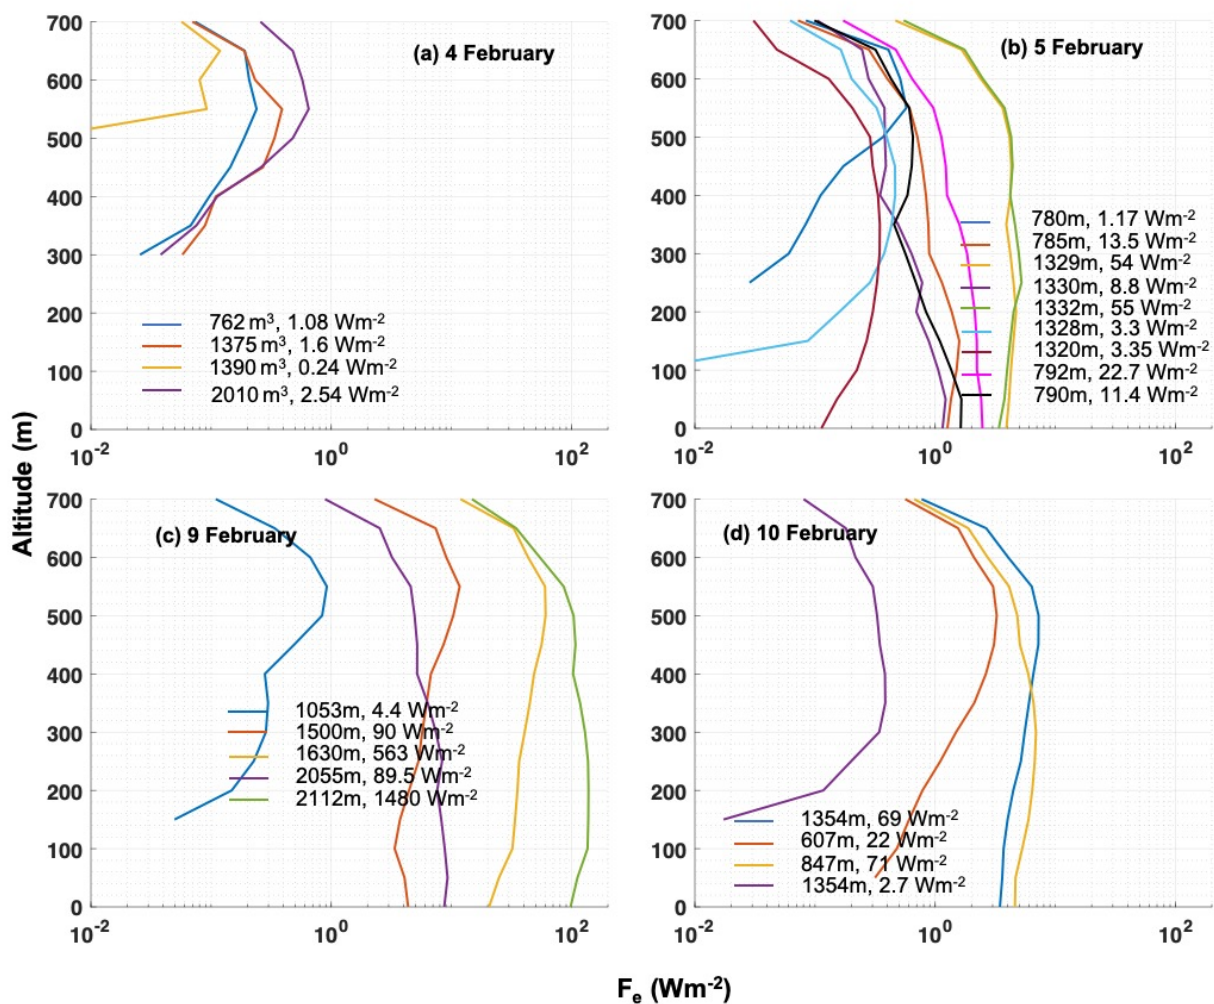 (a) 4 February
700
600
500
400
300
200
100
0
762 m³, 1.08 Wm⁻²
1375 m³, 1.6 Wm⁻²
1390 m³, 0.24 Wm⁻²
2010 m³, 2.54 Wm⁻²
10⁻² 10⁰ 10²
(b) 5 February
700
600
500
400
300
200
100
0
780m, 1.17 Wm⁻²
785m, 13.5 Wm⁻²
1329m, 54 Wm⁻²
1330m, 8.8 Wm⁻²
1332m, 55 Wm⁻²
1328m, 3.3 Wm⁻²
1320m, 3.35 Wm⁻²
792m, 22.7 Wm⁻²
790m, 11.4 Wm⁻²
10⁻² 10⁰ 10²
Altitude (m)
(c) 9 February
700
600
500
400
300
200
100
0
1053m, 4.4 Wm⁻²
1500m, 90 Wm⁻²
1630m, 563 Wm⁻²
2055m, 89.5 Wm⁻²
2112m, 1480 Wm⁻²
10⁻² 10⁰ 10²
(d) 10 February
700
600
500
400
300
200
100
0
1354m, 69 Wm⁻²
607m, 22 Wm⁻²
847m, 71 Wm⁻²
1354m, 2.7 Wm⁻²
10⁻² 10⁰ 10²
Fₑ (Wm⁻²)